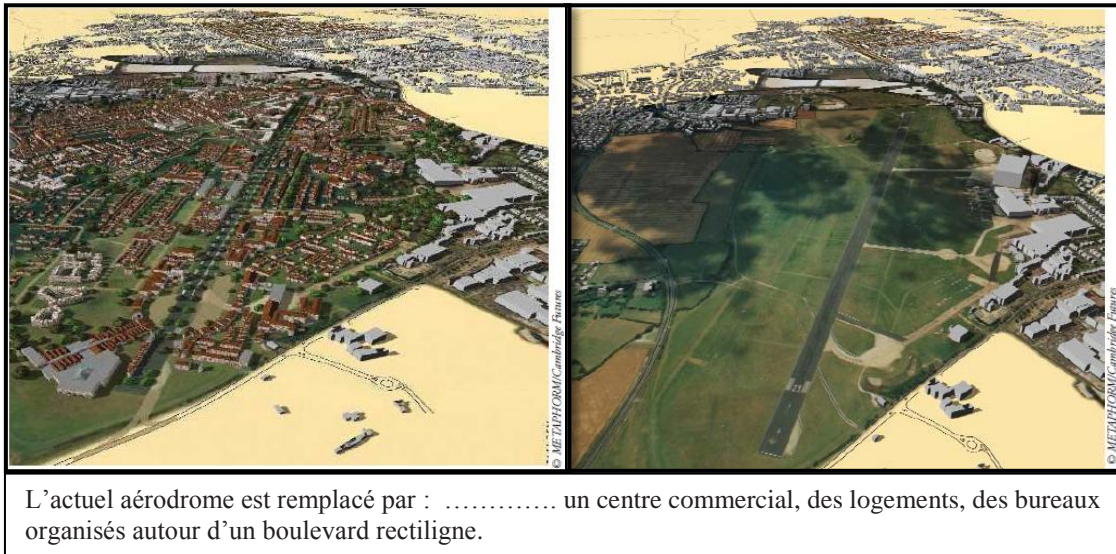 © METAPHORM/Cambridge Futures
© METAPHORM/Cambridge Futures
L'actuel aérodrome est remplacé par : …………. un centre commercial, des logements, des bureaux
organisés autour d'un boulevard rectiligne.